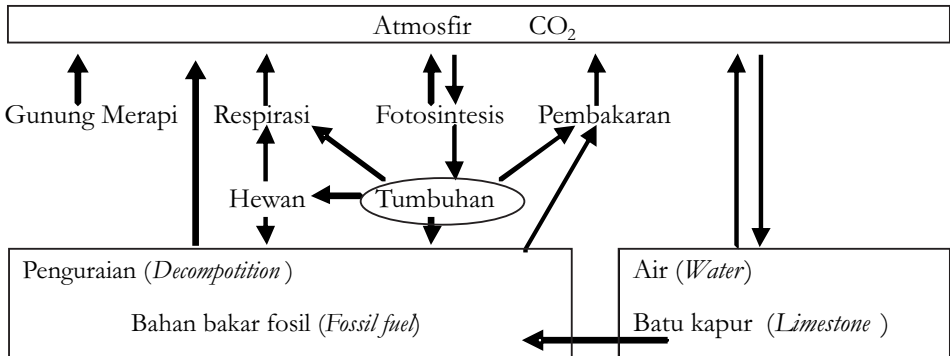 Atmosfir CO₂
Gunung Merapi Respirasi Fotosintesis Pembakaran
Hewan Tumbuhan
Penguraian (Decompotition )
Air (Water)
Bahan bakar fosil (Fossil fuel)
Batu kapur (Limestone )